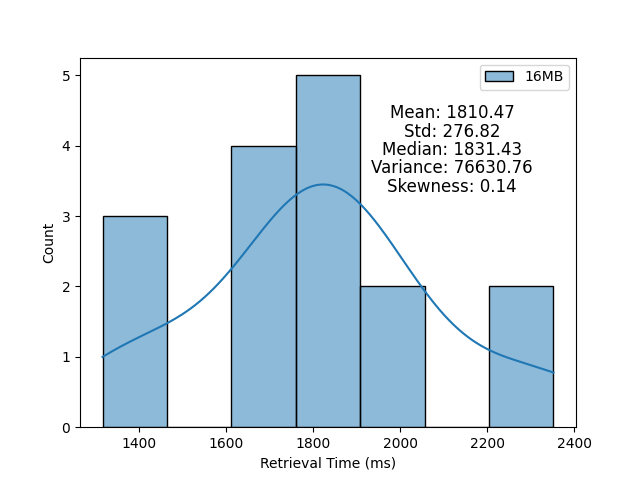 16MB
Mean: 1810.47
Std: 276.82
Median: 1831.43
Variance: 76630.76
Skewness: 0.14
5
4
3
2
1
0
Count
1400 1600 1800 2000 2200 2400
Retrieval Time (ms)